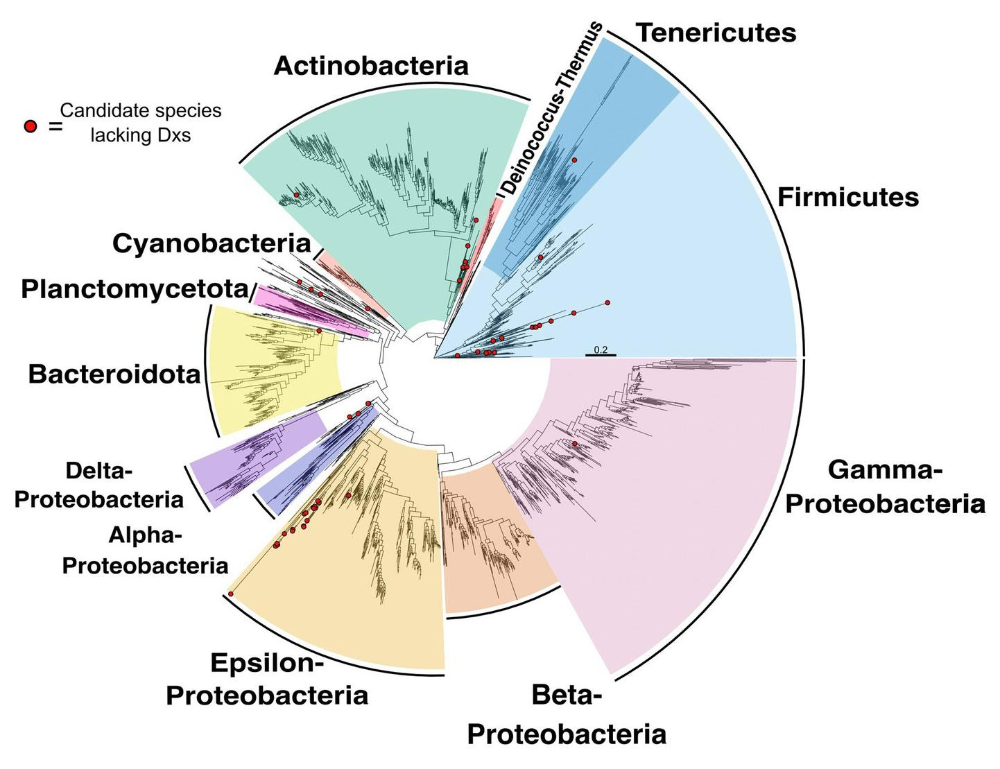 Tenericutes
Deinococcus-Thermus
Actinobacteria
Candidate species
=
lacking Dxs
Firmicutes
Cyanobacteria
Planctomycetota
0.2
Bacteroidota
Delta-
Proteobacteria
Gamma-
Proteobacteria
Alpha-
Proteobacteria
Epsilon-
Proteobacteria
Beta-
Proteobacteria